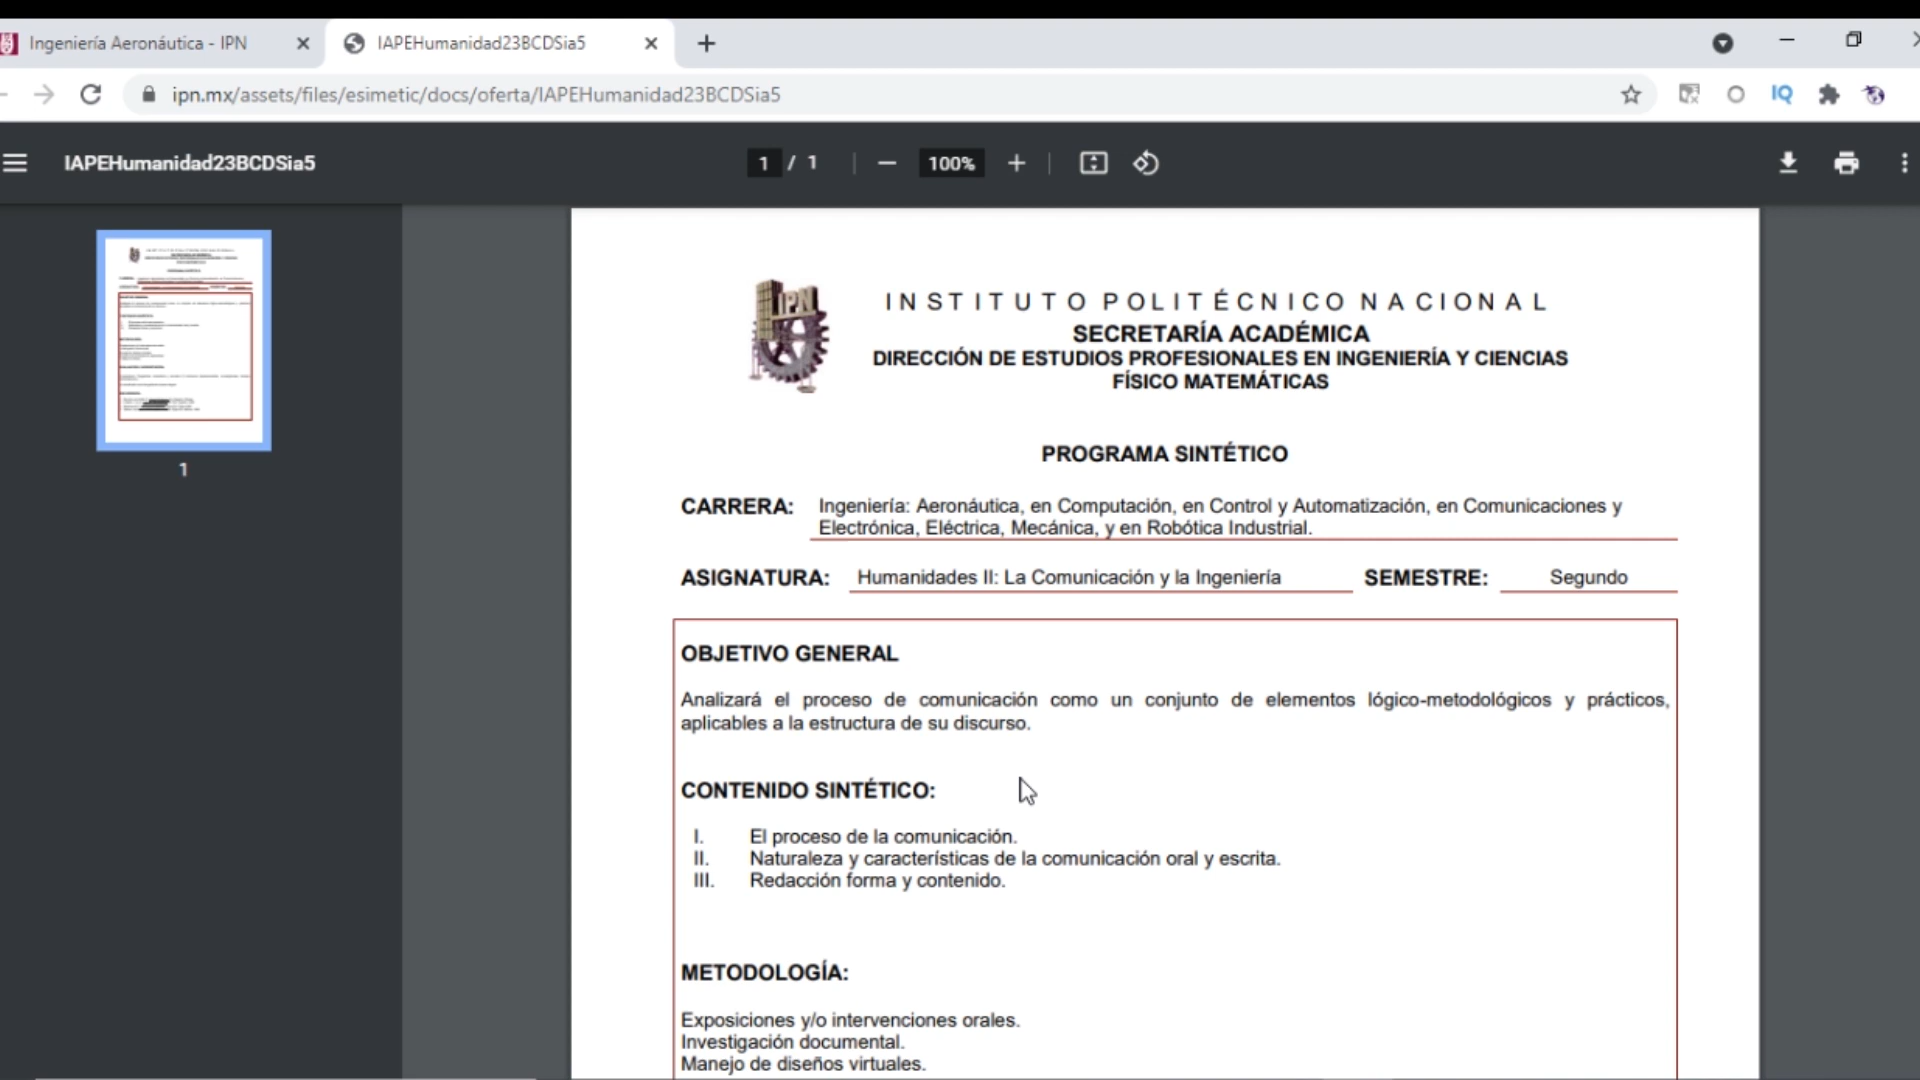 Ingeniería Aeronáutica - IPN
IAPEHumanidad23BCDSia5
ipn.mx/assets/files/esimetic/docs/oferta/IAPEHumanidad23BCDSia5
IQ
IAPEHumanidad23BCDSia5
1 / 1
100%
1
IPN
INSTITUTO POLITÉCNICO NACIONAL
SECRETARÍA ACADÉMICA
DIRECCIÓN DE ESTUDIOS PROFESIONALES EN INGENIERÍA Y CIENCIAS
FÍSICO MATEMÁTICAS
PROGRAMA SINTÉTICO
CARRERA: Ingeniería: Aeronáutica, en Computación, en Control y Automatización, en Comunicaciones y
Electrónica, Eléctrica, Mecánica, y en Robótica Industrial.
ASIGNATURA: Humanidades II: La Comunicación y la Ingeniería SEMESTRE: Segundo
OBJETIVO GENERAL
Analizará el proceso de comunicación como un conjunto de elementos lógico-metodológicos y prácticos,
aplicables a la estructura de su discurso.
CONTENIDO SINTÉTICO:
I. El proceso de la comunicación.
II. Naturaleza y características de la comunicación oral y escrita.
III. Redacción forma y contenido.
METODOLOGÍA:
Exposiciones y/o intervenciones orales.
Investigación documental.
Manejo de diseños virtuales.